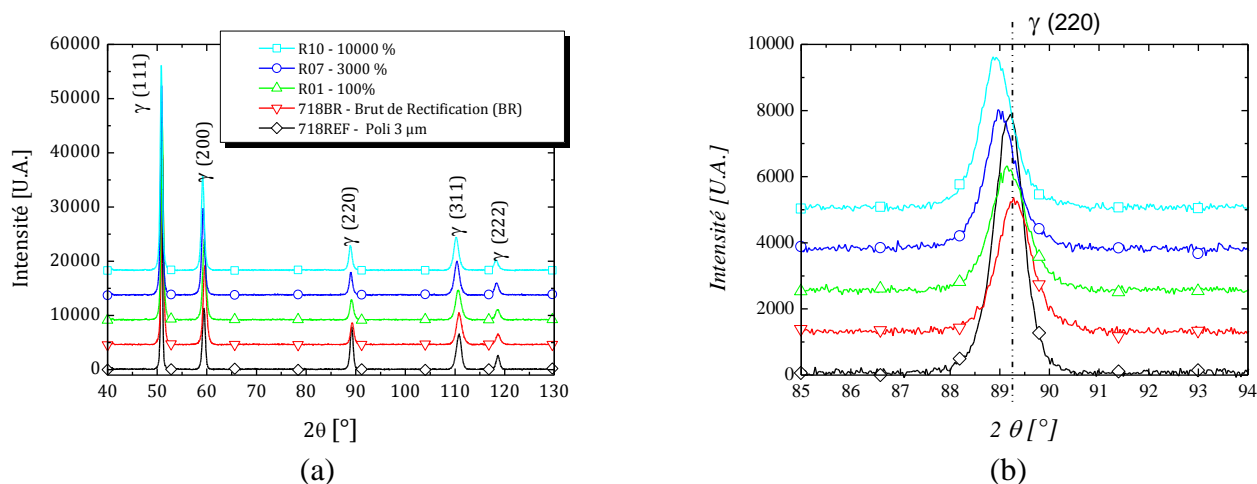 60000
50000
40000
30000
20000
10000
0
Intensité [U.A.]
γ (111)
γ (200)
γ (220)
γ (311)
γ (222)
R10 - 10000 %
R07 - 3000 %
R01 - 100%
718BR - Brut de Rectification (BR)
718REF - Poli 3 µm
40 50 60 70 80 90 100 110 120 130
2θ [°]
(a)
γ (220)
10000
8000
6000
4000
2000
0
Intensité [U.A.]
85 86 87 88 89 90 91 92 93 94
2 θ [°]
(b)